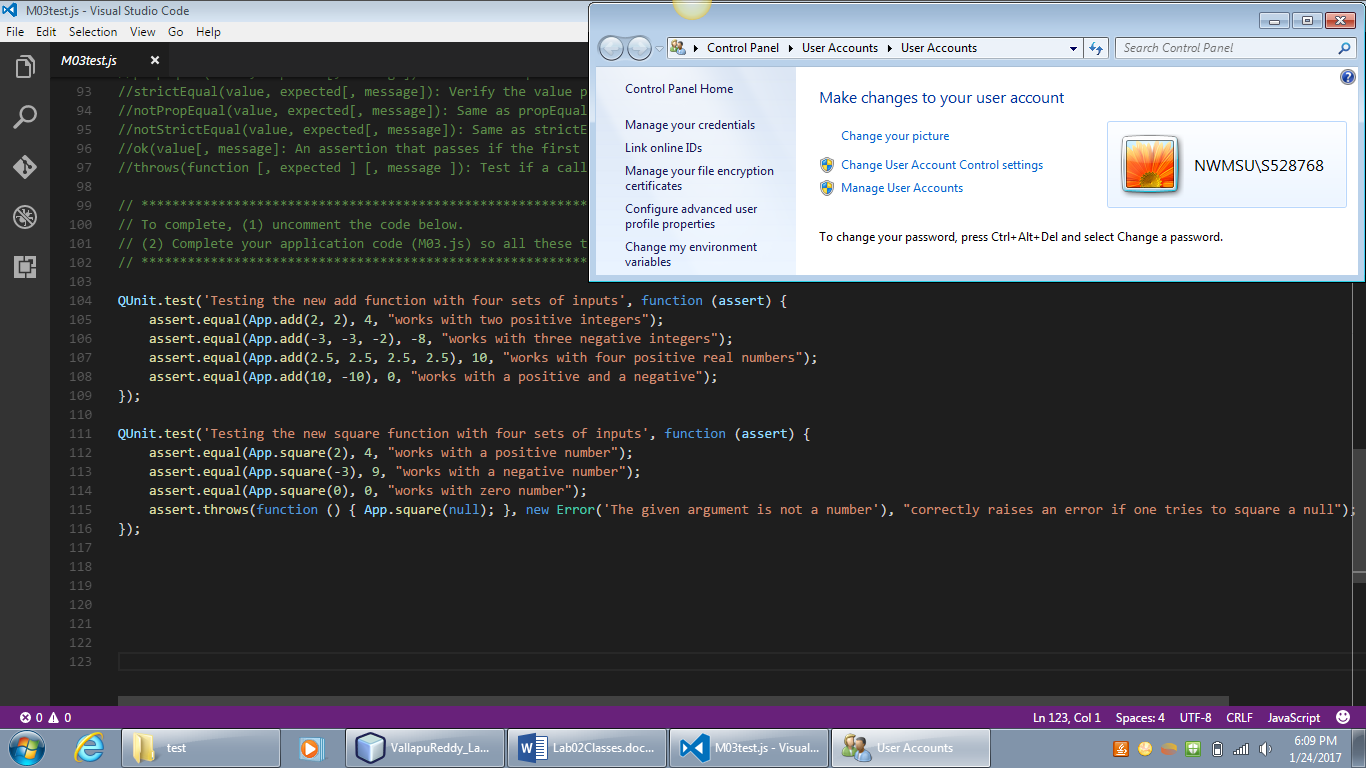 M03test.js - Visual Studio Code
File Edit Selection View Go Help
M03test.js
93 //strictEqual(value, expected[, message]): Verify the value p
94 //notPropEqual(value, expected[, message]): Same as propEqual
95 //notStrictEqual(value, expected[, message]): Same as strictE
96 //ok(value[, message]: An assertion that passes if the first
97 //throws(function [, expected ] [, message ]): Test if a call
98
99 // **********************************************************
100 // To complete, (1) uncomment the code below.
101 // (2) Complete your application code (M03.js) so all these t
102 // **********************************************************
103
104 QUnit.test('Testing the new add function with four sets of inputs', function (assert) {
105 assert.equal(App.add(2, 2), 4, "works with two positive integers");
106 assert.equal(App.add(-3, -3, -2), -8, "works with three negative integers");
107 assert.equal(App.add(2.5, 2.5, 2.5, 2.5), 10, "works with four positive real numbers");
108 assert.equal(App.add(10, -10), 0, "works with a positive and a negative");
109 });
110
111 QUnit.test('Testing the new square function with four sets of inputs', function (assert) {
112 assert.equal(App.square(2), 4, "works with a positive number");
113 assert.equal(App.square(-3), 9, "works with a negative number");
114 assert.equal(App.square(0), 0, "works with zero number");
115 assert.throws(function () { App.square(null); }, new Error('The given argument is not a number'), "correctly raises an error if one tries to square a null");
116 });
117
118
119
120
121
122
123
Control Panel User Accounts User Accounts
Search Control Panel
Control Panel Home
Manage your credentials
Link online IDs
Manage your file encryption
certificates
Configure advanced user
profile properties
Change my environment
variables
Make changes to your user account
Change your picture
Change User Account Control settings
Manage User Accounts
NWMSU\S528768
To change your password, press Ctrl+Alt+Del and select Change a password.
0 0
Ln 123, Col 1 Spaces: 4 UTF-8 CRLF JavaScript
test
VallapuReddy_La...
Lab02Classes.doc...
M03test.js - Visual...
User Accounts
6:09 PM
1/24/2017